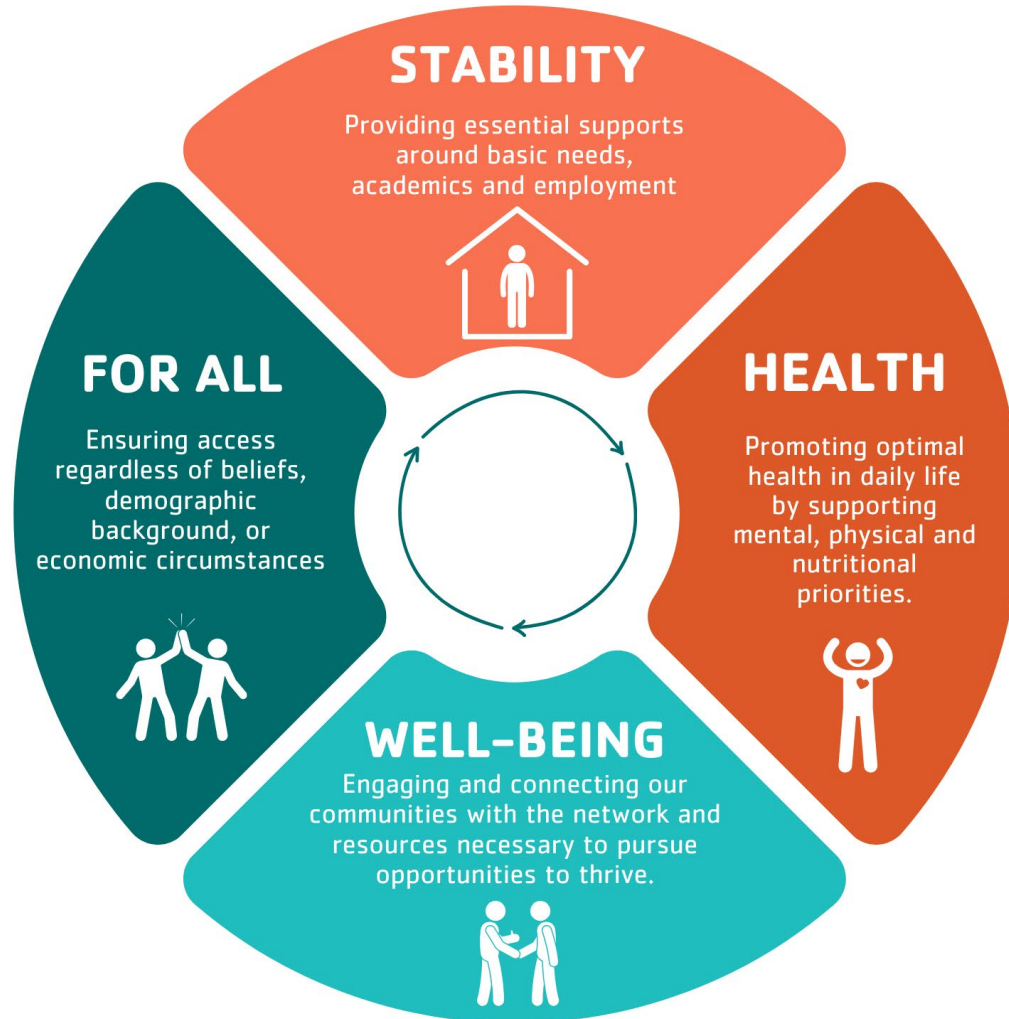 STABILITY
Providing essential supports
around basic needs,
academics and employment
HEALTH
Promoting optimal
health in daily life
by supporting
mental, physical and
nutritional
priorities.
WELL-BEING
Engaging and connecting our
communities with the network and
resources necessary to pursue
opportunities to thrive.
FOR ALL
Ensuring access
regardless of beliefs,
demographic
background, or
economic circumstances